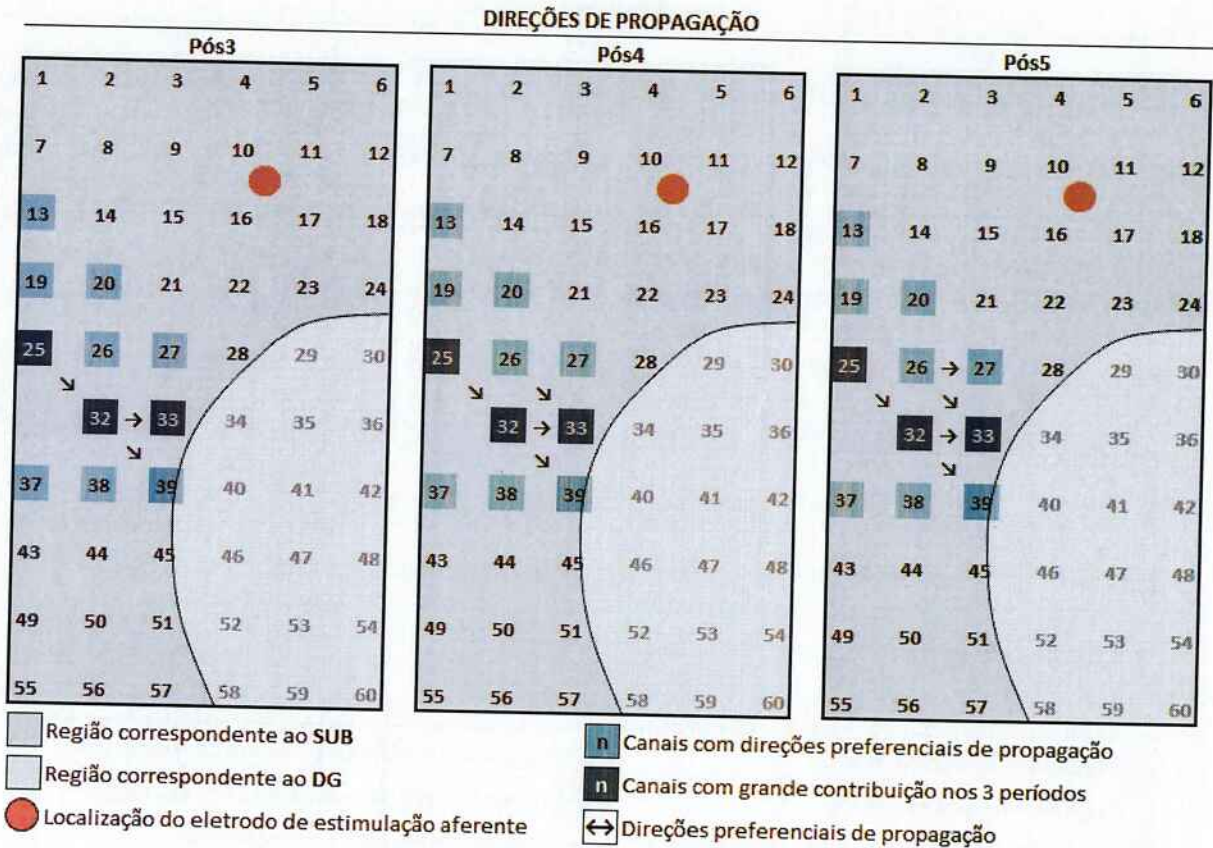 DIREÇÕES DE PROPAGAÇÃO
Pós3
1 2 3 4 5 6
7 8 9 10 11 12
13 14 15 16 17 18
19 20 21 22 23 24
25 26 27 28 29 30
32 33 34 35 36
37 38 39 40 41 42
43 44 45 46 47 48
49 50 51 52 53 54
55 56 57 58 59 60
Pós4
1 2 3 4 5 6
7 8 9 10 11 12
13 14 15 16 17 18
19 20 21 22 23 24
25 26 27 28 29 30
32 33 34 35 36
37 38 39 40 41 42
43 44 45 46 47 48
49 50 51 52 53 54
55 56 57 58 59 60
Pós5
1 2 3 4 5 6
7 8 9 10 11 12
13 14 15 16 17 18
19 20 21 22 23 24
25 26 27 28 29 30
32 33 34 35 36
37 38 39 40 41 42
43 44 45 46 47 48
49 50 51 52 53 54
55 56 57 58 59 60
Região correspondente ao SUB
Região correspondente ao DG
Localização do eletrodo de estimulação aferente
n Canais com direções preferenciais de propagação
n Canais com grande contribuição nos 3 períodos
Direções preferenciais de propagação